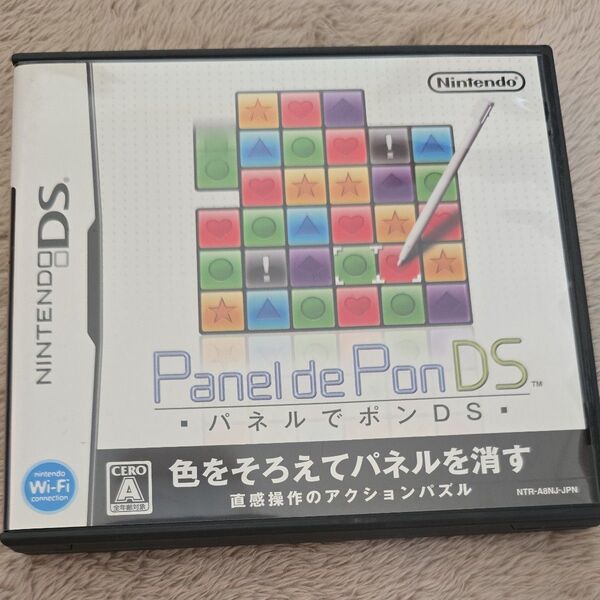 NINTENDO DS
Nintendo
!
!
Panel de Pon DS TM
・パネルでポンDS・
nintendo
Wi-Fi
connection
CERO
A
全年齢対象
色をそろえてパネルを消す
直感操作のアクションパズル
NTR-A8NJ-JPN